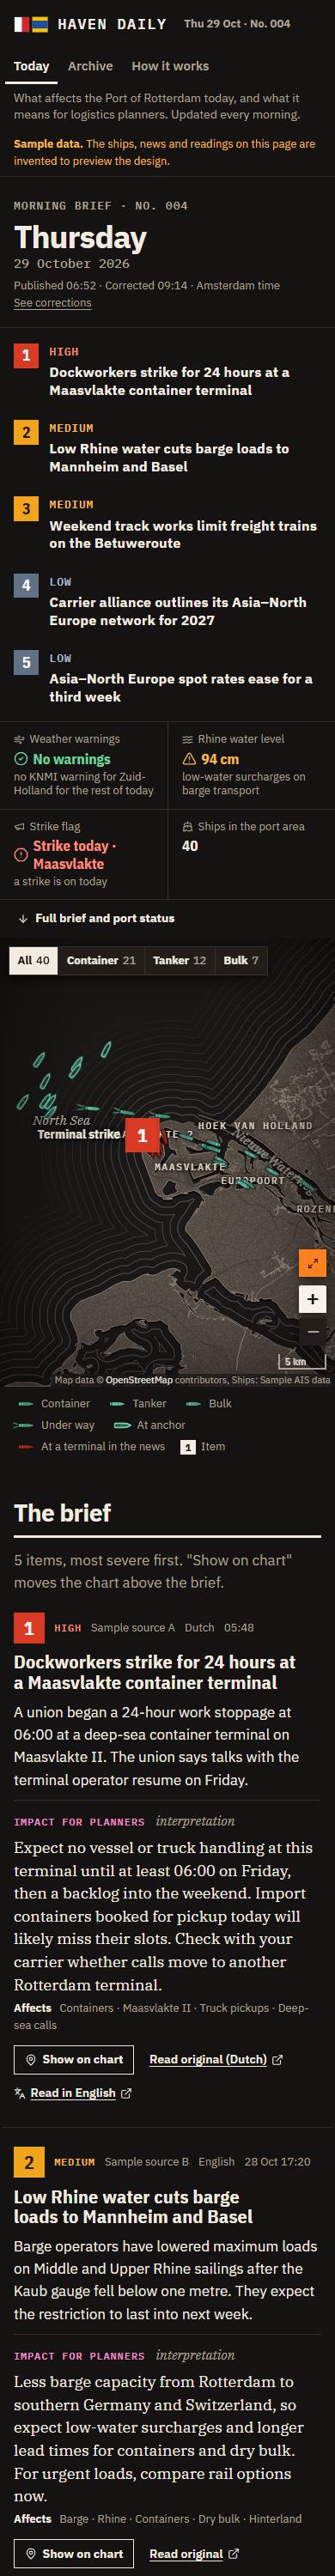 HAVEN DAILY Thu 29 Oct · No. 004
Today Archive How it works
What affects the Port of Rotterdam today, and what it
means for logistics planners. Updated every morning.
Sample data. The ships, news and readings on this page are
invented to preview the design.
MORNING BRIEF · NO. 004
Thursday
29 October 2026
Published 06:52 · Corrected 09:14 · Amsterdam time
See corrections
1 HIGH
Dockworkers strike for 24 hours at a
Maasvlakte container terminal
2 MEDIUM
Low Rhine water cuts barge loads to
Mannheim and Basel
3 MEDIUM
Weekend track works limit freight trains
on the Betuweroute
4 LOW
Carrier alliance outlines its Asia–North
Europe network for 2027
5 LOW
Asia–North Europe spot rates ease for a
third week
Weather warnings
No warnings
no KNMI warning for Zuid-
Holland for the rest of today
Rhine water level
94 cm
low-water surcharges on
barge transport
Strike flag
Strike today ·
Maasvlakte
a strike is on today
Ships in the port area
40
Full brief and port status
All 40 Container 21 Tanker 12 Bulk 7
North Sea
Terminal strike
1
HOEK VAN HOLLAND
MAASVLAKTE
EUROPOORT
5 km
Map data © OpenStreetMap contributors, Ships: Sample AIS data
Container Tanker Bulk
Under way At anchor
At a terminal in the news 1 Item
The brief
5 items, most severe first. "Show on chart"
moves the chart above the brief.
1 HIGH Sample source A Dutch 05:48
Dockworkers strike for 24 hours at
a Maasvlakte container terminal
A union began a 24-hour work stoppage at
06:00 at a deep-sea container terminal on
Maasvlakte II. The union says talks with the
terminal operator resume on Friday.
IMPACT FOR PLANNERS interpretation
Expect no vessel or truck handling at this
terminal until at least 06:00 on Friday,
then a backlog into the weekend. Import
containers booked for pickup today will
likely miss their slots. Check with your
carrier whether calls move to another
Rotterdam terminal.
Affects Containers · Maasvlakte II · Truck pickups · Deep-
sea calls
Show on chart Read original (Dutch)
Read in English
2 MEDIUM Sample source B English 28 Oct 17:20
Low Rhine water cuts barge
loads to Mannheim and Basel
Barge operators have lowered maximum loads
on Middle and Upper Rhine sailings after the
Kaub gauge fell below one metre. They expect
the restriction to last into next week.
IMPACT FOR PLANNERS interpretation
Less barge capacity from Rotterdam to
southern Germany and Switzerland, so
expect low-water surcharges and longer
lead times for containers and dry bulk.
For urgent loads, compare rail options
now.
Affects Barge · Rhine · Containers · Dry bulk · Hinterland
Show on chart Read original